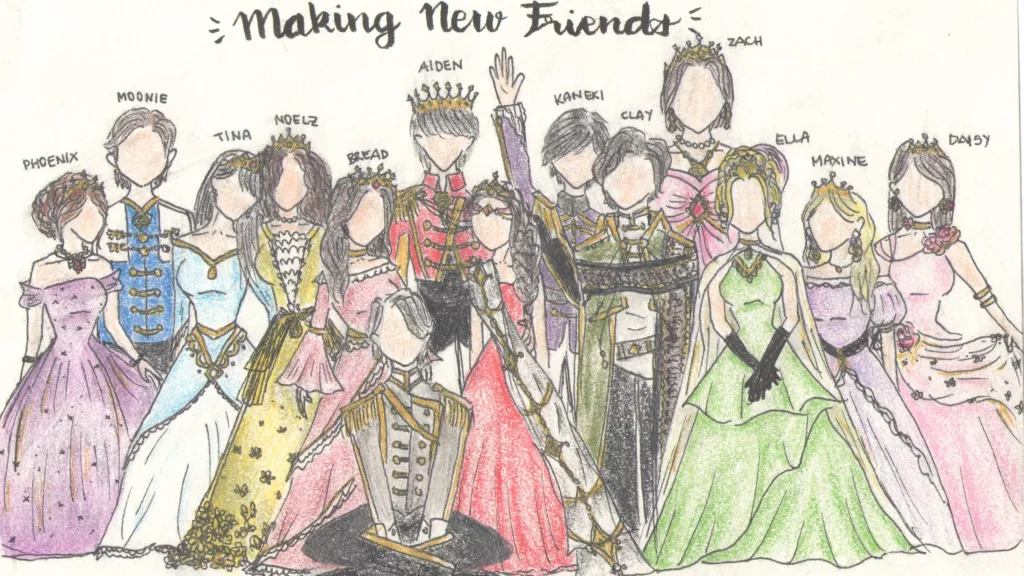 Making New Friends
ZACH
AIDEN
MOONIE
KANEKI
CLAY
NOELZ
TINA
ELLA
DAISY
PHOENIX
BREAD
MAXINE